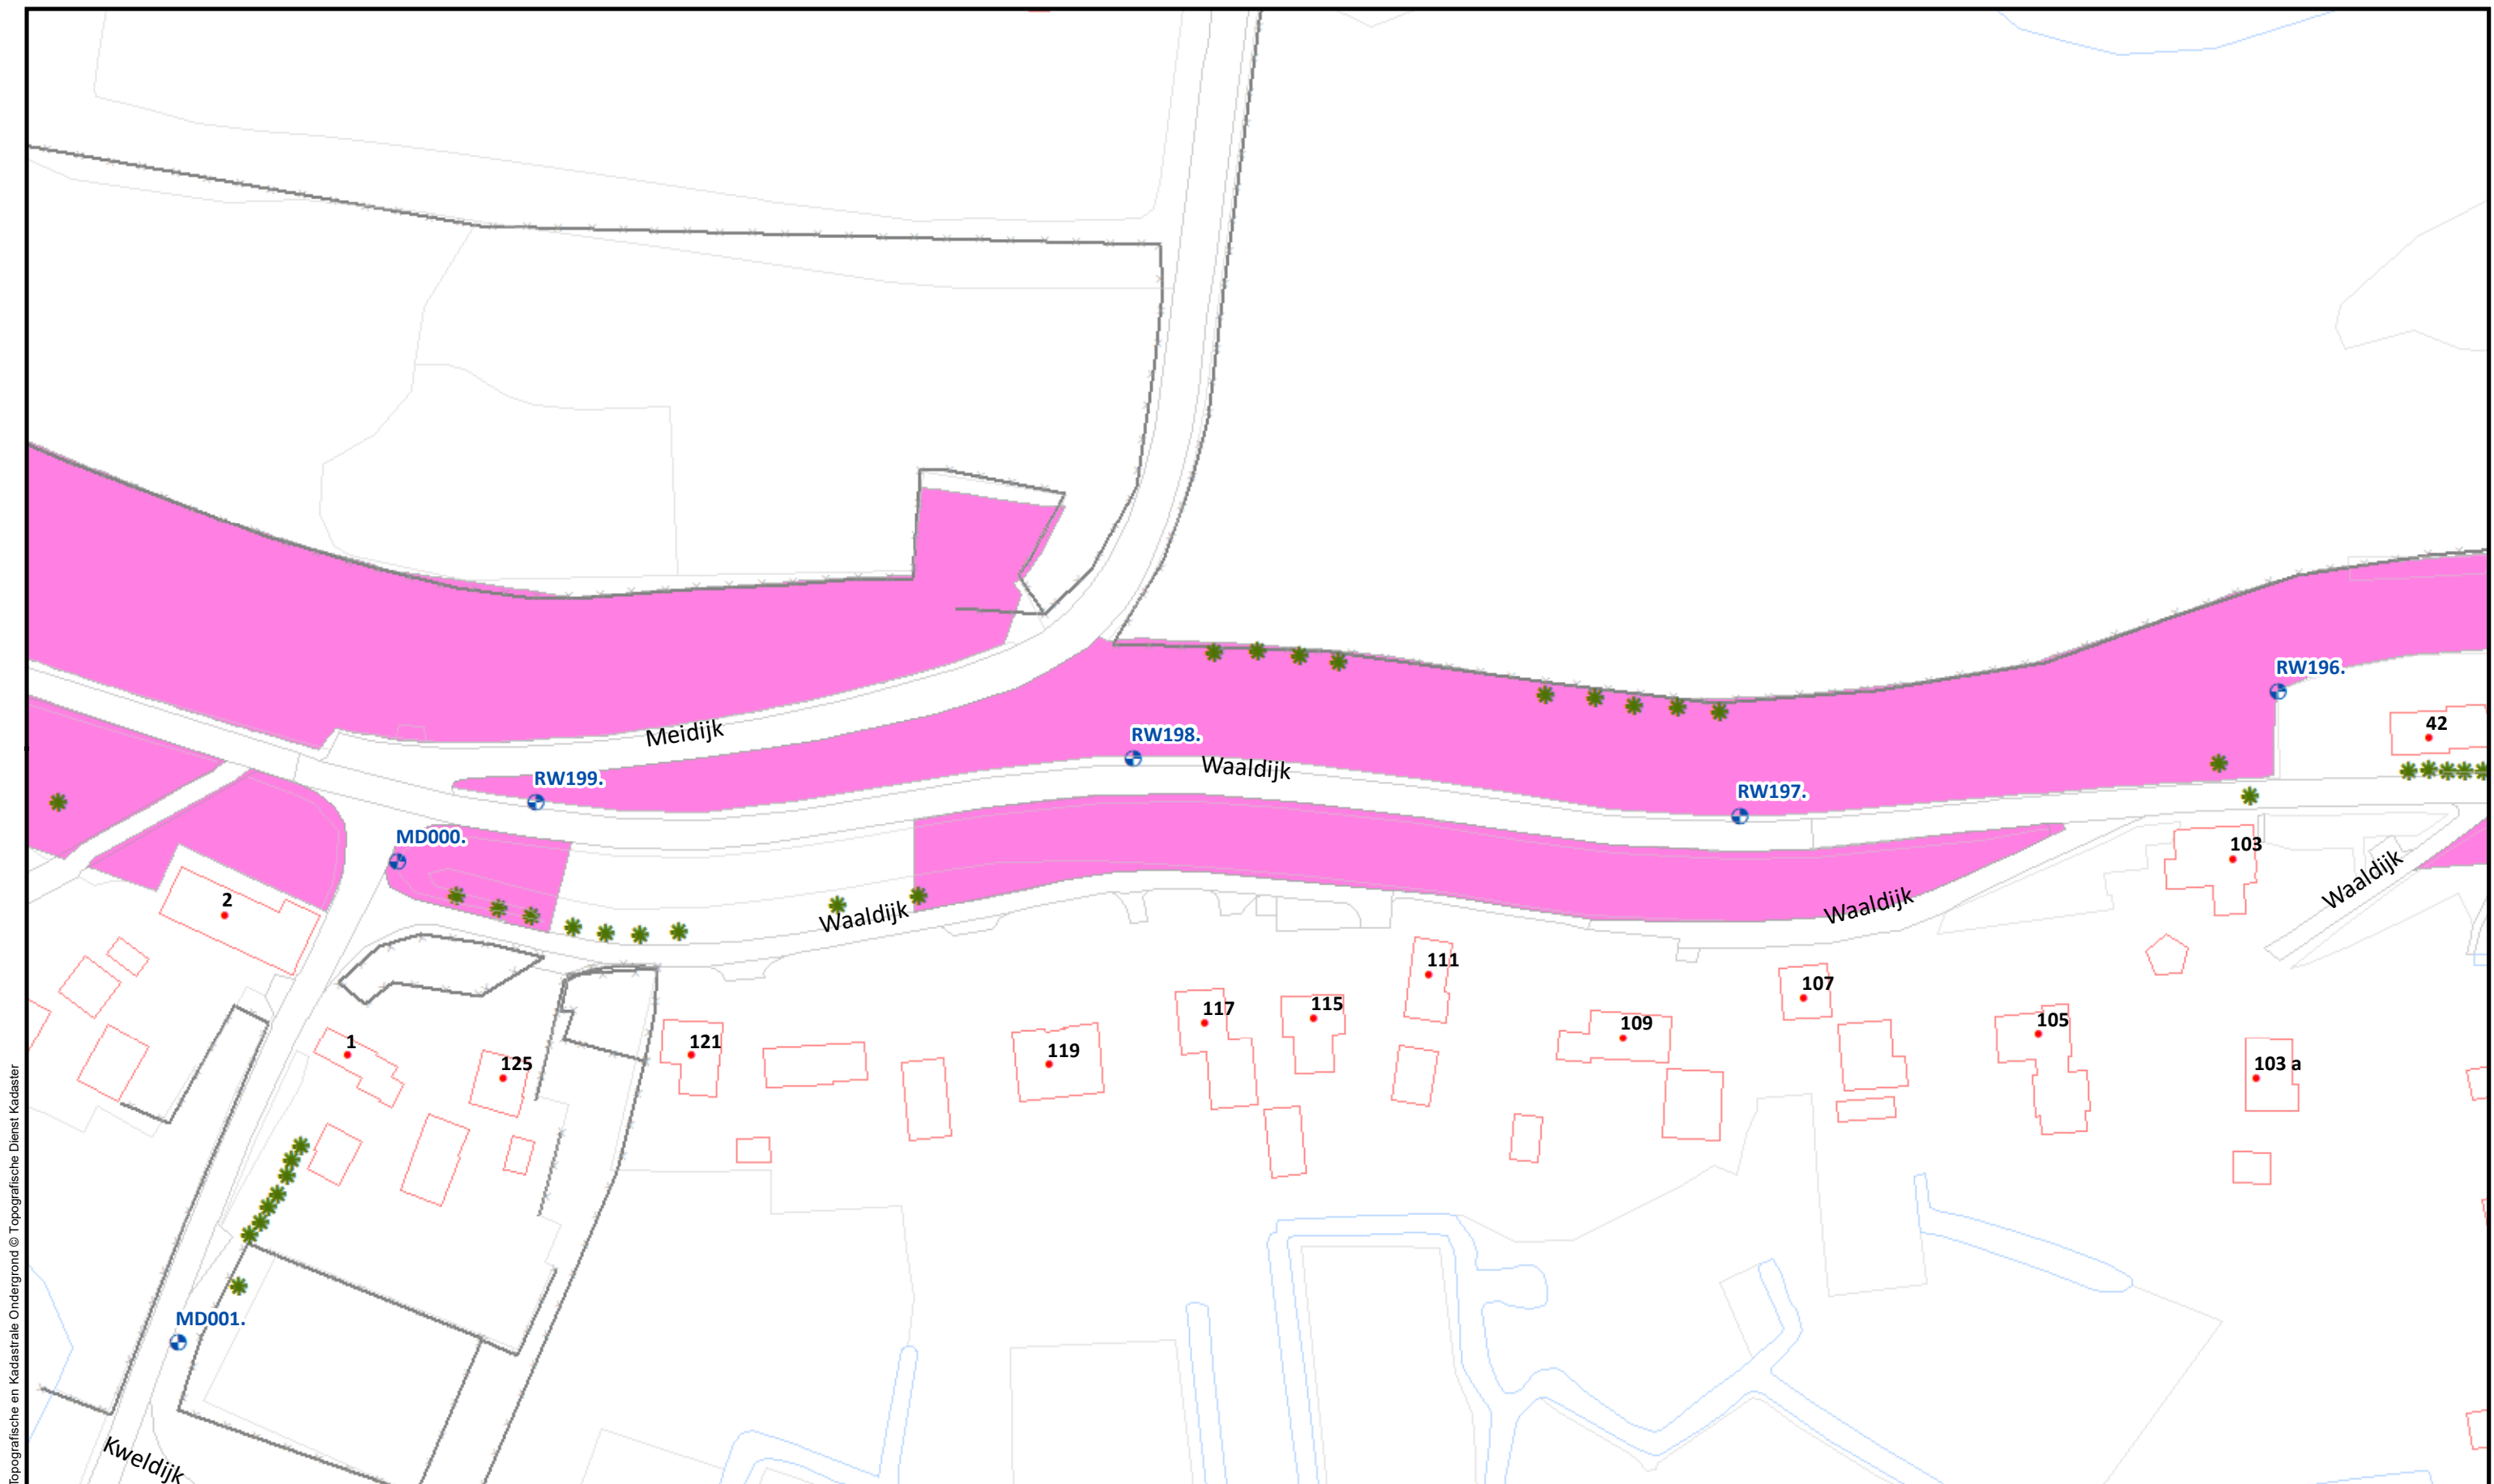 RW196.
42
Meidijk
RW198.
Waaldijk
RW199.
RW197.
MD000.
103
Waaldijk
2
Waaldijk
Waaldijk
111
107
117
115
109
105
1
121
119
125
103 a
MD001.
Kweldijk
Topografische en Kadastrale Ondergrond © Topografische Dienst Kadaster